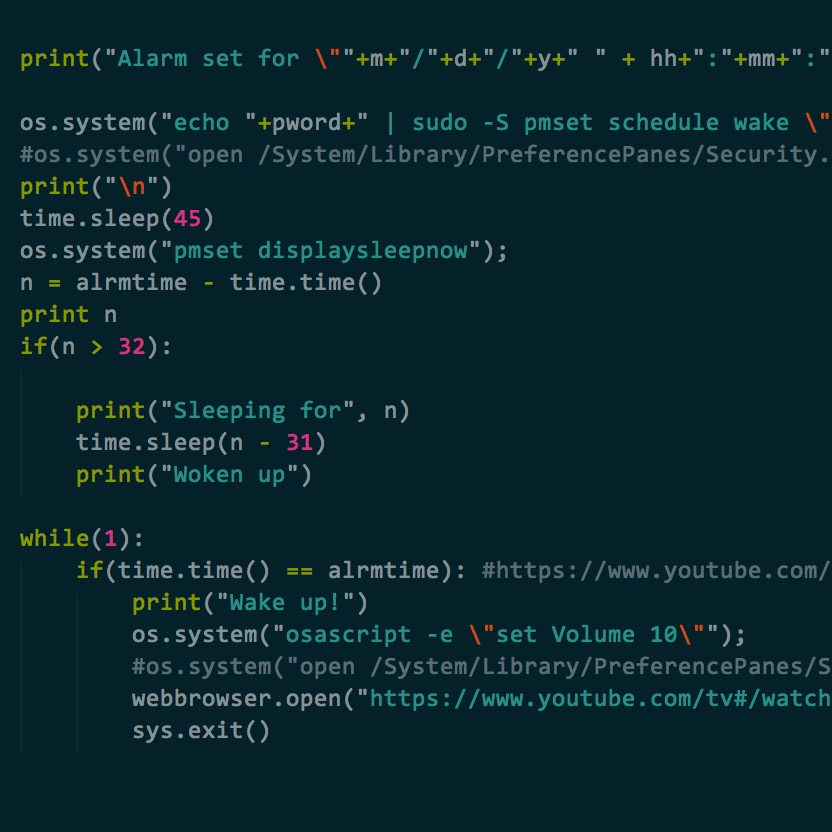 print("Alarm set for \""+m+"/"+d+"/"+y+" " + hh+":"+mm+":"
os.system("echo "+pword+" | sudo -S pmset schedule wake \"
#os.system("open /System/Library/PreferencePanes/Security.
print("\n")
time.sleep(45)
os.system("pmset displaysleepnow");
n = alrmtime - time.time()
print n
if(n > 32):
    print("Sleeping for", n)
    time.sleep(n - 31)
    print("Woken up")
while(1):
    if(time.time() == alrmtime): #https://www.youtube.com/
        print("Wake up!")
        os.system("osascript -e \"set Volume 10\"");
        #os.system("open /System/Library/PreferencePanes/S
        webbrowser.open("https://www.youtube.com/tv#/watch
        sys.exit()